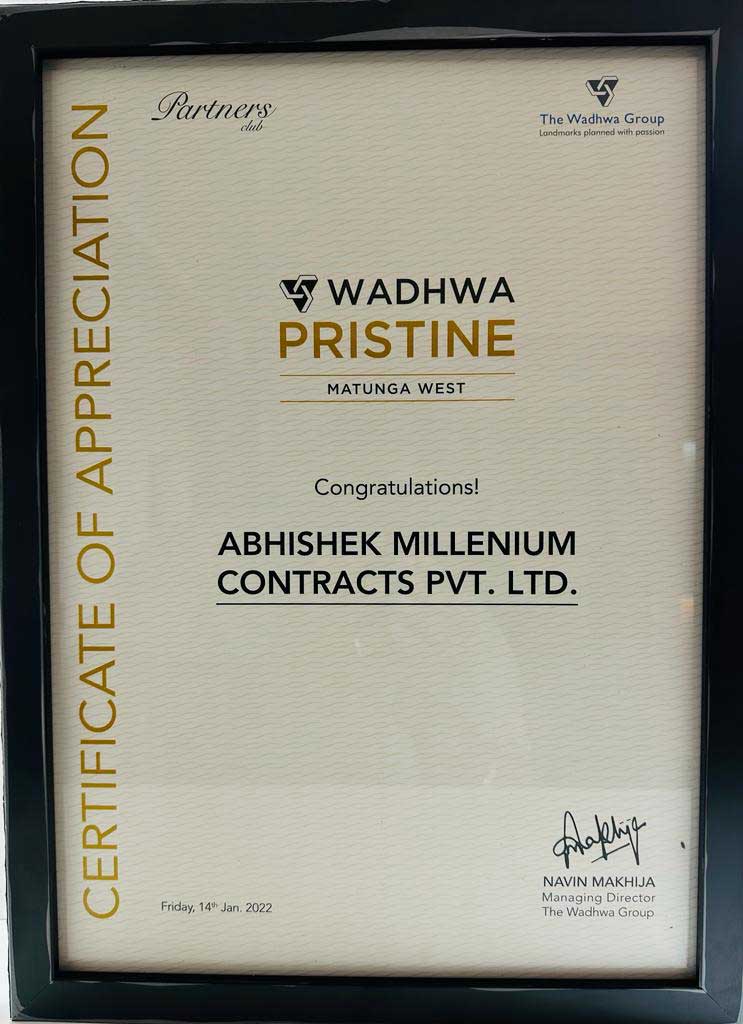 CERTIFICATE OF APPRECIATION
Partners
club
The Wadhwa Group
Landmarks planned with passion
WADHWA
PRISTINE
MATUNGA WEST
Congratulations!
ABHISHEK MILLENIUM
CONTRACTS PVT. LTD.
Friday, 14th Jan. 2022
NAVIN MAKHIJA
Managing Director
The Wadhwa Group